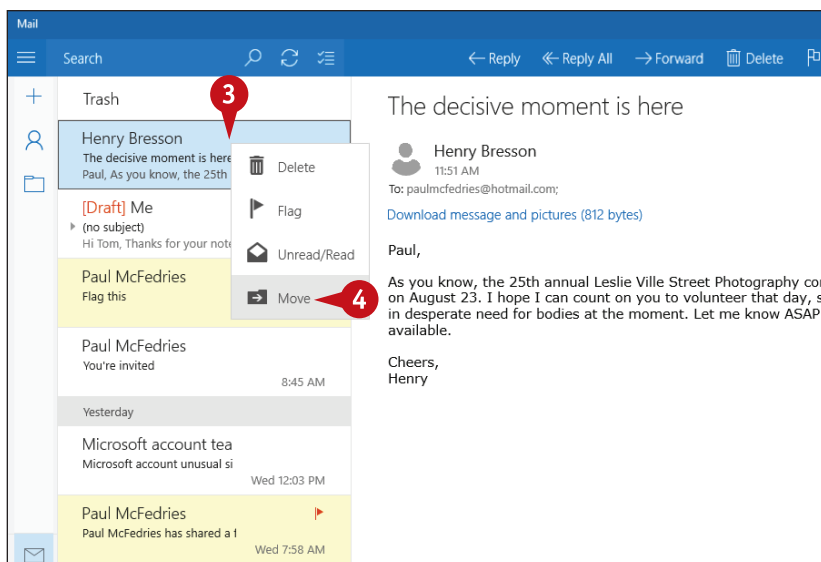 Mail
Search
Reply
Reply All
Forward
Delete
Trash
3
Henry Bresson
The decisive moment is here
Paul, As you know, the 25th
[Draft] Me
(no subject)
Hi Tom, Thanks for your note
Paul McFedries
Flag this
Paul McFedries
You're invited
8:45 AM
Yesterday
Microsoft account tea
Microsoft account unusual si
Wed 12:03 PM
Paul McFedries
Paul McFedries has shared a f
Wed 7:58 AM
Delete
Flag
Unread/Read
Move
4
The decisive moment is here
Henry Bresson
11:51 AM
To: paulmcfedries@hotmail.com;
Download message and pictures (812 bytes)
Paul,
As you know, the 25th annual Leslie Ville Street Photography co
on August 23. I hope I can count on you to volunteer that day, s
in desperate need for bodies at the moment. Let me know ASAP
available.
Cheers,
Henry